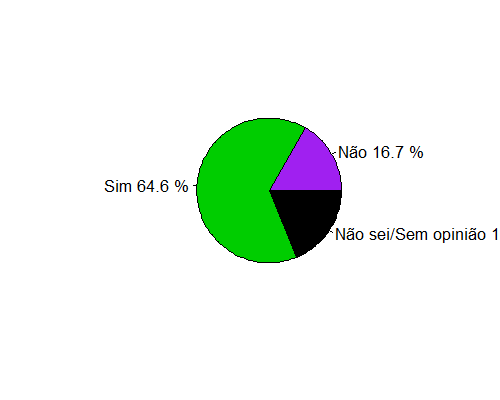 Não 16.7 %
Sim 64.6 %
Não sei/Sem opinião 1